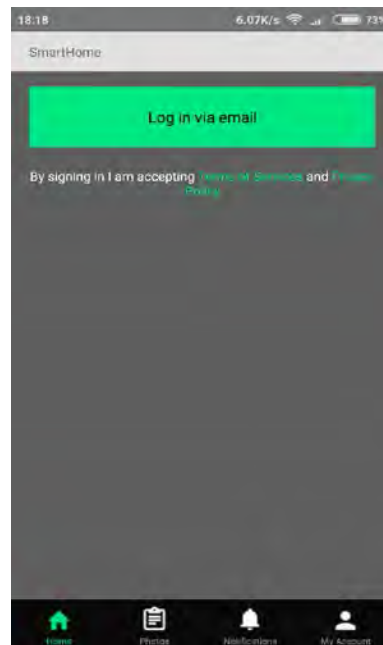 18:18 6.07K/s 73%
SmartHome
Log in via email
By signing in I am accepting Terms of Services and Privacy
Policy
Home Photos Notifications My Account